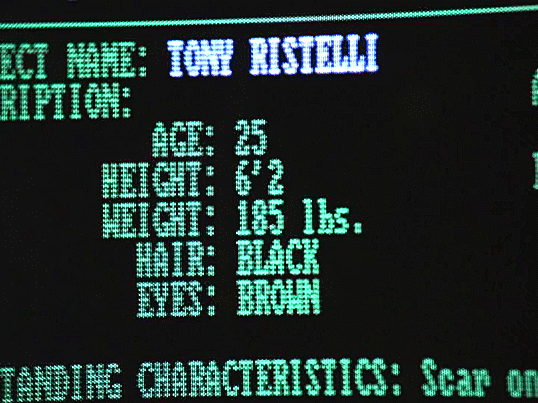 ECT NAME: TONY RISTELLI
RIPTION:
AGE: 25
HEIGHT: 6'2
HEIGHT: 185 lbs.
HAIR: BLACK
EYES: BROWN
TANDING CHARACTERISTICS: Scar on